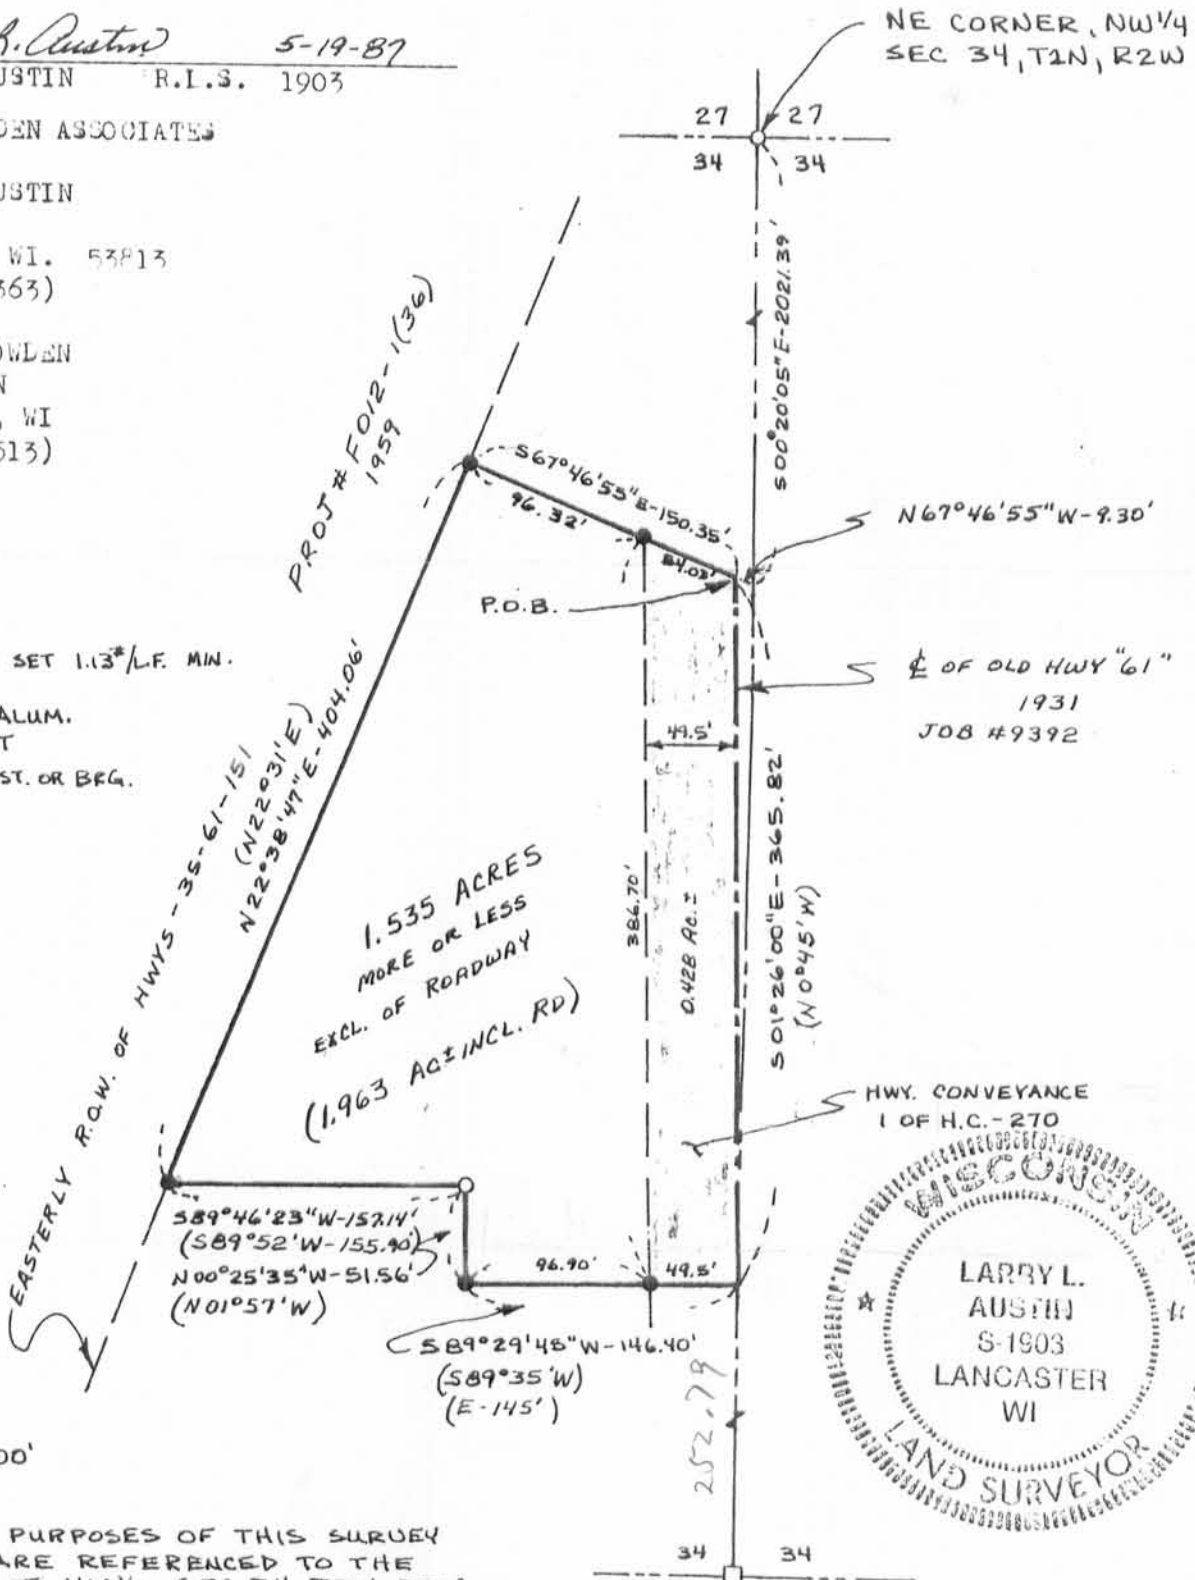 R. Austin 5-19-87
USTIN R.L.S. 1903
DEN ASSOCIATES
USTIN
WI. 53813
363)
OWDEN
N
, WI
513)
SET 1.13#/L.F. MIN.
ALUM.
T
ST. OR BRG.
NE CORNER, NW 1/4
SEC 34, T1N, R2W
27 27
34 34
S00°20'05"E-2021.39'
PROJ # F012-1(36)
1959
S67°46'55"E-150.35'
96.32'
54.03'
N67°46'55"W-9.30'
P.O.B.
℄ OF OLD HWY "61"
1931
JOB #9392
49.5'
EASTERLY R.O.W. OF HWYS-35-61-151
(N22°31'E)
N22°38'47"E-404.06'
1.535 ACRES
MORE OR LESS
EXCL. OF ROADWAY
(1.963 AC± INCL. RD)
386.70'
0.428 Ac.±
S01°26'00"E-365.82'
(N0°45'W)
HWY. CONVEYANCE
1 OF H.C.-270
S89°46'23"W-157.14'
(S89°52'W-155.90')
N00°25'35"W-51.56'
(N01°57'W)
96.90'
49.5'
S89°29'45"W-146.40'
(S89°35'W)
(E-145')
252.79
WISCONSIN
LARRY L.
AUSTIN
S-1903
LANCASTER
WI
LAND SURVEYOR
00'
PURPOSES OF THIS SURVEY
ARE REFERENCED TO THE
34 34